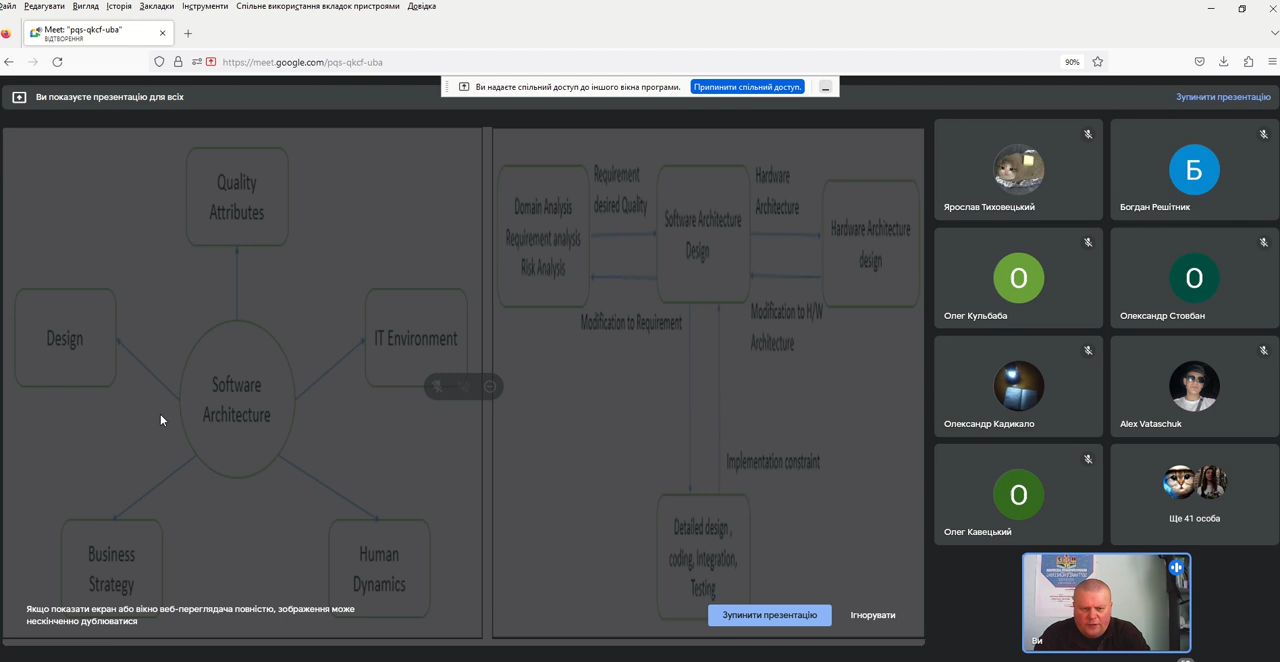 Файл Редагувати Вигляд Історія Закладки Інструменти Спільне використання вкладок пристроями Довідка
Meet: "pqs-qkcf-uba"
ВІДТВОРЕННЯ
https://meet.google.com/pqs-qkcf-uba
90%
Ви надаєте спільний доступ до іншого вікна програми.
Припинити спільний доступ.
Ви показуєте презентацію для всіх
Зупинити презентацію
Quality
Attributes
Design
IT Environment
Software
Architecture
Business
Strategy
Human
Dynamics
Domain Analysis
Requirement analysis
Risk Analysis
Requirement
desired Quality
Software Architecture
Design
Hardware
Architecture
Hardware Architecture
design
Modification to Requirement
Modification to H/W
Architecture
Implementation constraint
Detailed design ,
coding, Integration,
Testing
Якщо показати екран або вікно веб-переглядача повністю, зображення може
нескінченно дублюватися
Зупинити презентацію
Ігнорувати
Ярослав Тиховецький
Б
Богдан Решітник
О
Олег Кульбаба
О
Олександр Стовбан
Олександр Кадикало
Alex Vataschuk
О
Олег Кавецький
Ще 41 особа
Ви